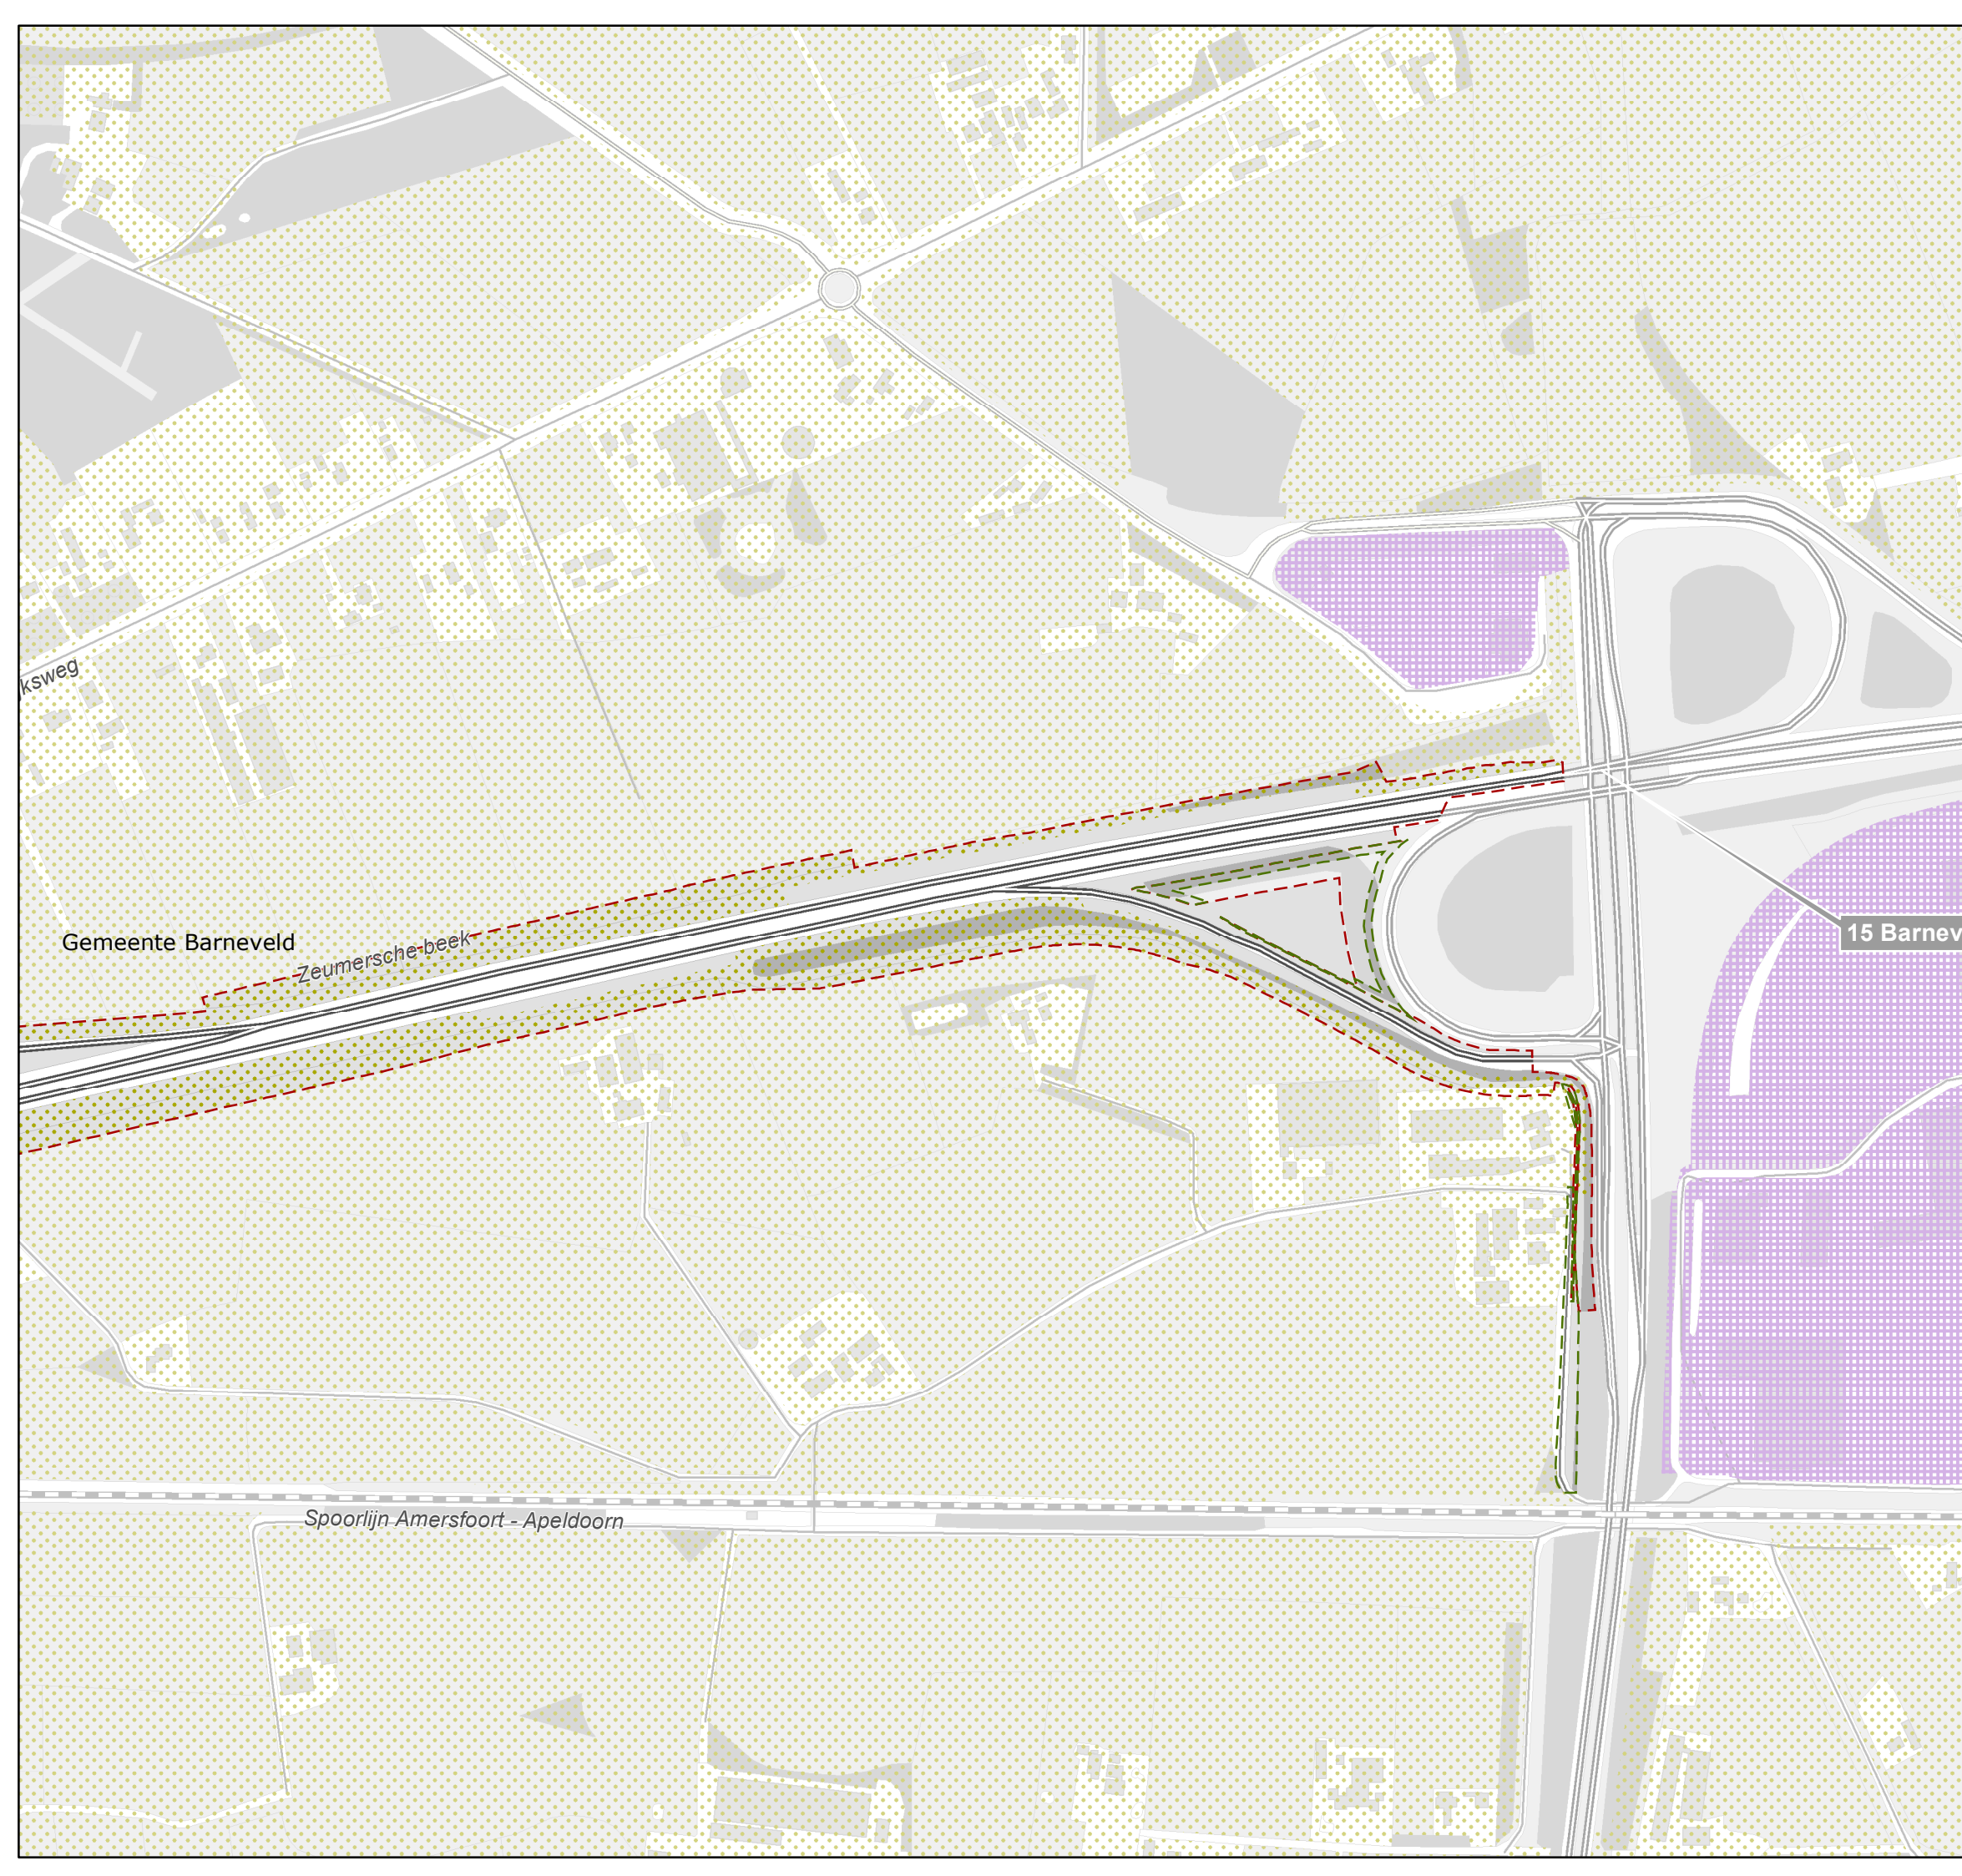 ksweg
15 Barnev
Gemeente Barneveld
Zeumersche beek
Spoorlijn Amersfoort - Apeldoorn